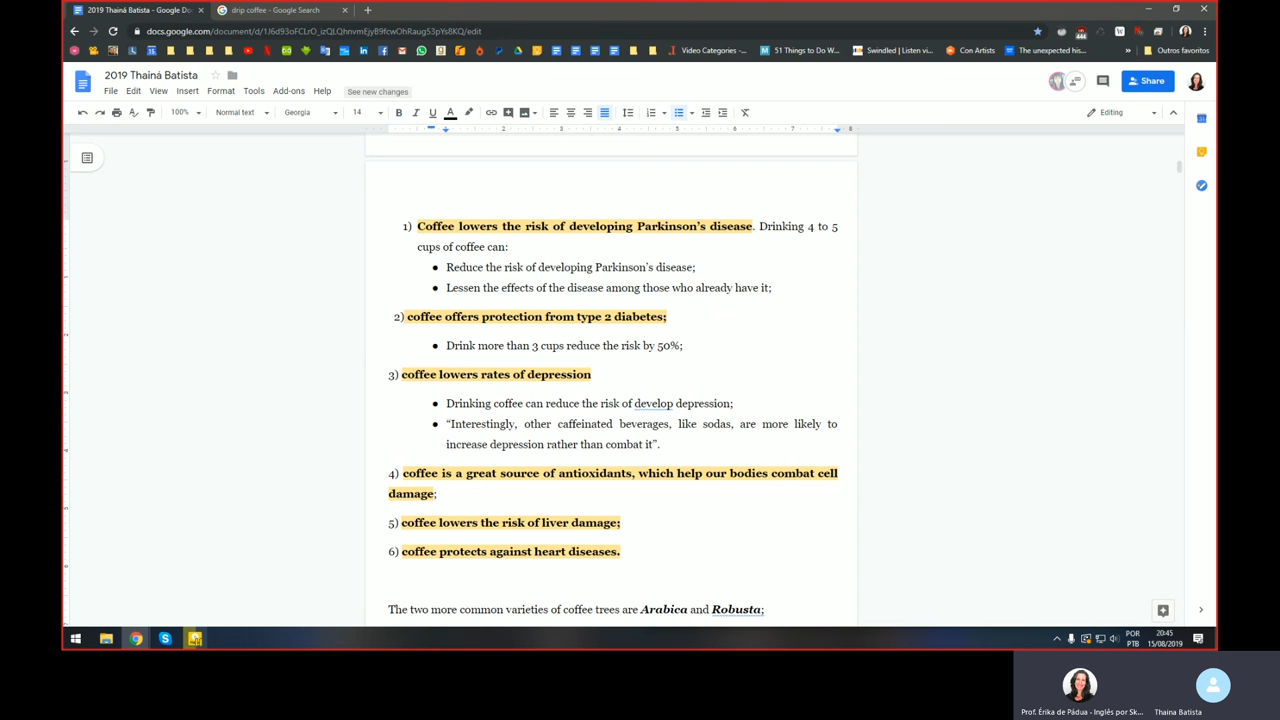 2019 Thainá Batista - Google Do
drip coffee - Google Search
docs.google.com/document/d/
/edit
Video Categories -...
51 Things to Do W...
Swindled | Listen vi...
Con Artists
The unexpected his...
Outros favoritos
2019 Thainá Batista
File Edit View Insert Format Tools Add-ons Help See new changes
Share
100% Normal text Georgia 14 B I U A Editing
2 3 4 5 6 7 8
1) Coffee lowers the risk of developing Parkinson's disease. Drinking 4 to 5
cups of coffee can:
● Reduce the risk of developing Parkinson's disease;
● Lessen the effects of the disease among those who already have it;
2) coffee offers protection from type 2 diabetes;
● Drink more than 3 cups reduce the risk by 50%;
3) coffee lowers rates of depression
● Drinking coffee can reduce the risk of develop depression;
● “Interestingly, other caffeinated beverages, like sodas, are more likely to
increase depression rather than combat it”.
4) coffee is a great source of antioxidants, which help our bodies combat cell
damage;
5) coffee lowers the risk of liver damage;
6) coffee protects against heart diseases.
The two more common varieties of coffee trees are Arabica and Robusta;
POR
PTB
20:45
15/08/2019
Prof. Érika de Pádua - Inglês por Sk...
Thaina Batista